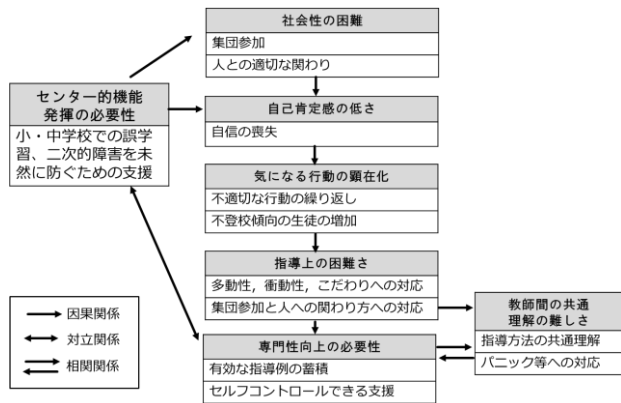 社会性の困難
集団参加
人との適切な関わり
センター的機能
発揮の必要性
小・中学校での誤学
習、二次的障害を未
然に防ぐための支援
自己肯定感の低さ
自信の喪失
気になる行動の顕在化
不適切な行動の繰り返し
不登校傾向の生徒の増加
指導上の困難さ
多動性，衝動性，こだわりへの対応
集団参加と人への関わり方への対応
教師間の共通
理解の難しさ
指導方法の共通理解
パニック等への対応
専門性向上の必要性
有効な指導例の蓄積
セルフコントロールできる支援
因果関係
対立関係
相関関係